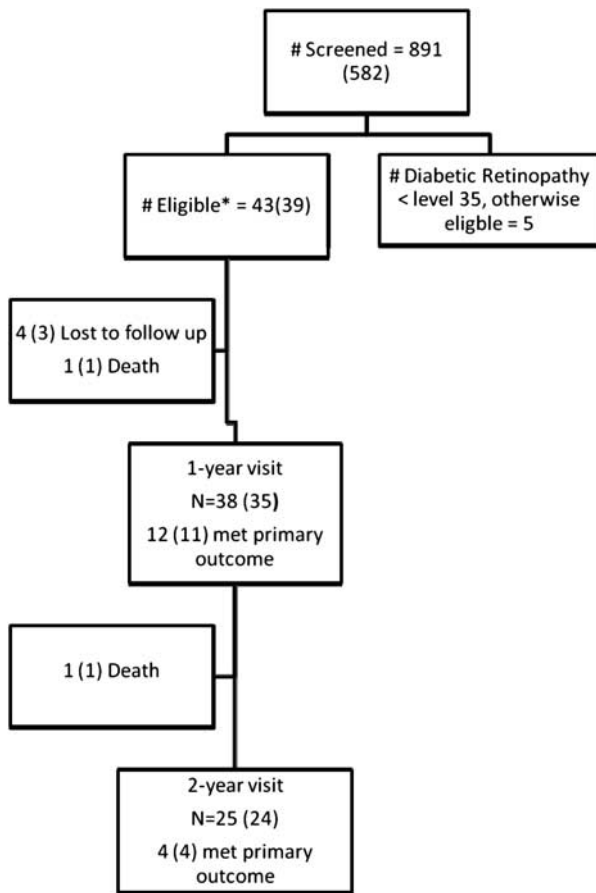 # Screened = 891
(582)
# Eligible* = 43(39)
# Diabetic Retinopathy
< level 35, otherwise
eligble = 5
4 (3) Lost to follow up
1 (1) Death
1-year visit
N=38 (35)
12 (11) met primary
outcome
1 (1) Death
2-year visit
N=25 (24)
4 (4) met primary
outcome